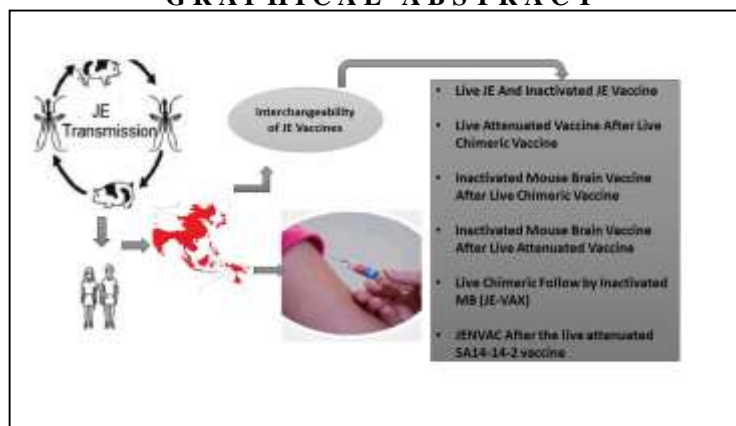 GRAPHICAL ABSTRACT
JE
Transmission
Interchangeability
of JE Vaccines
• Live JE And Inactivated JE Vaccine
• Live Attenuated Vaccine After Live
Chimeric Vaccine
• Inactivated Mouse Brain Vaccine
After Live Chimeric Vaccine
• Inactivated Mouse Brain Vaccine
After Live Attenuated Vaccine
• Live Chimeric Follow by Inactivated
MB (JE-VAX)
• JENVAC After the live attenuated
SA14-14-2 vaccine